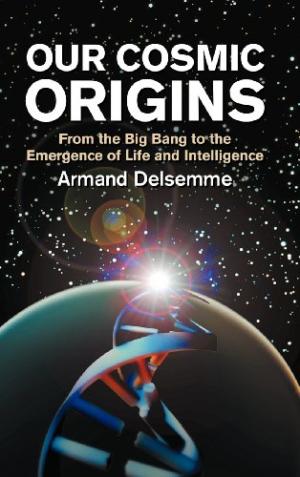 OUR COSMIC
ORIGINS
From the Big Bang to the
Emergence of Life and Intelligence
Armand Delsemme